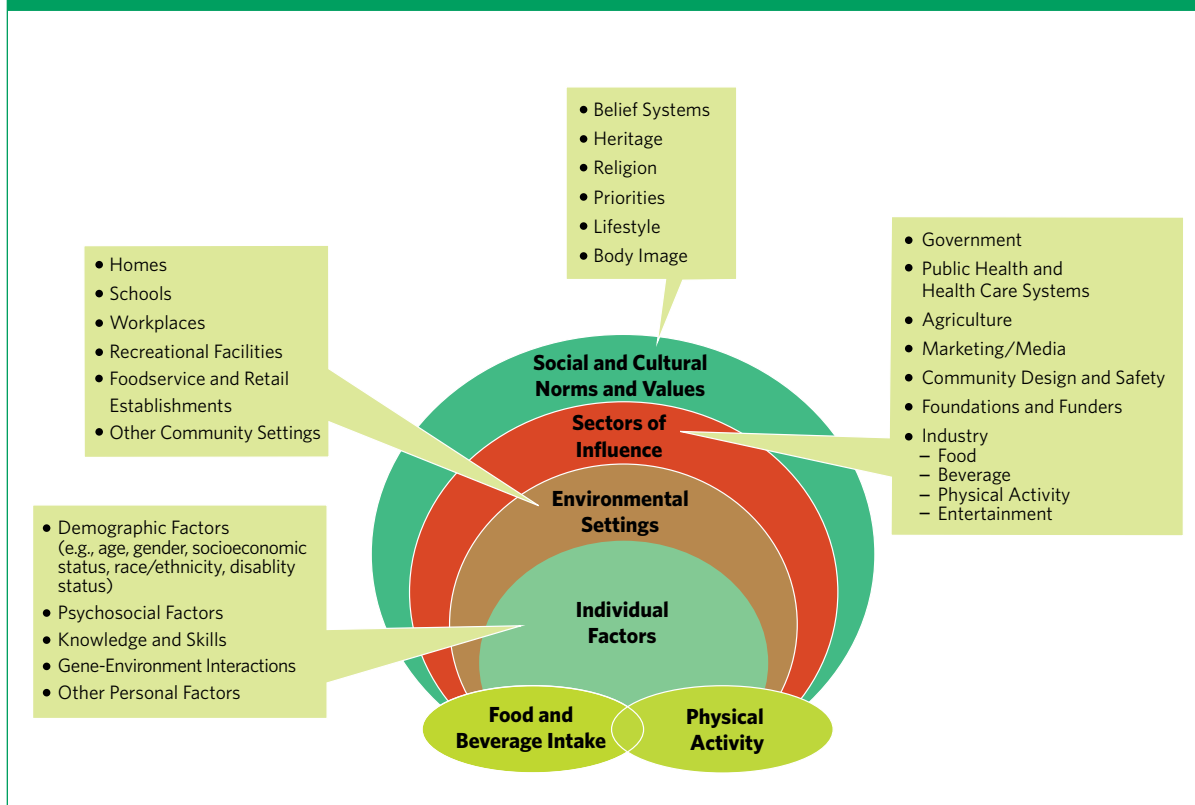 • Belief Systems
• Heritage
• Religion
• Priorities
• Lifestyle
• Body Image
• Government
• Public Health and
Health Care Systems
• Agriculture
• Marketing/Media
• Community Design and Safety
• Foundations and Funders
• Industry
– Food
– Beverage
– Physical Activity
– Entertainment
• Homes
• Schools
• Workplaces
• Recreational Facilities
• Foodservice and Retail
Establishments
• Other Community Settings
• Demographic Factors
(e.g., age, gender, socioeconomic
status, race/ethnicity, disablity
status)
• Psychosocial Factors
• Knowledge and Skills
• Gene-Environment Interactions
• Other Personal Factors
Social and Cultural
Norms and Values
Sectors of
Influence
Environmental
Settings
Individual
Factors
Food and
Beverage Intake
Physical
Activity